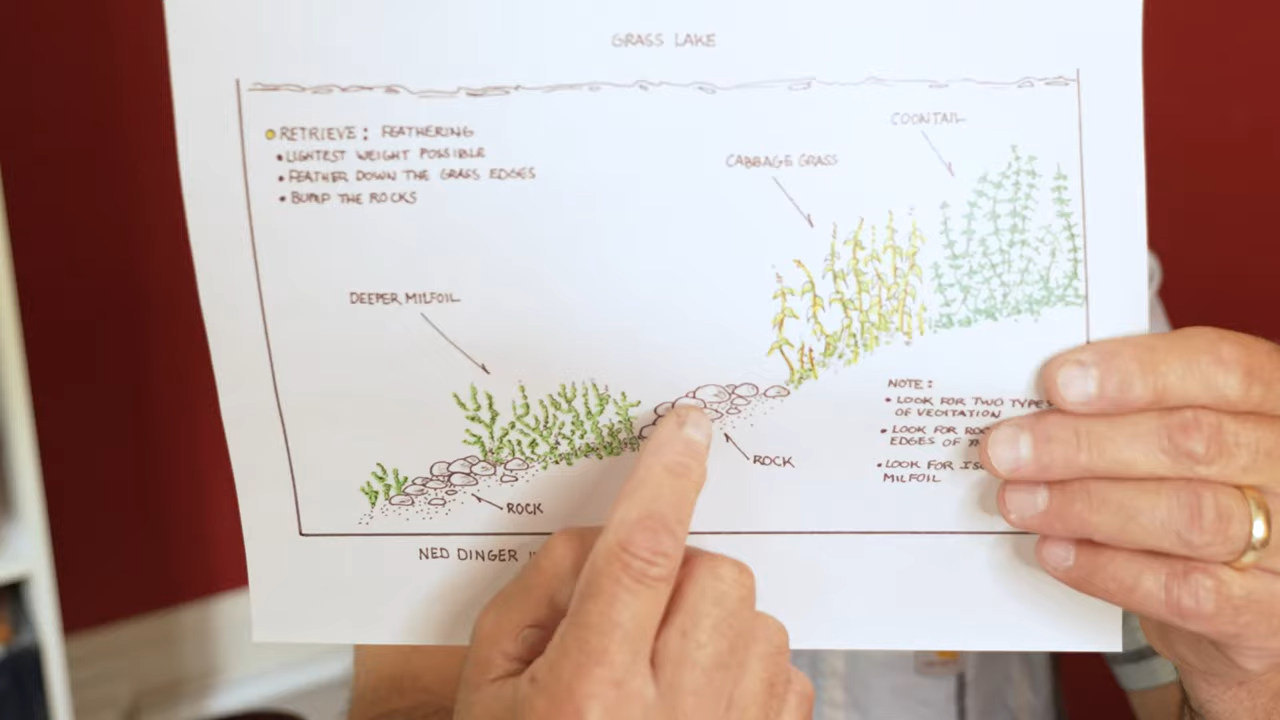 GRASS LAKE
RETRIEVE: FEATHERING
• LIGHTEST WEIGHT POSSIBLE
• FEATHER DOWN THE GRASS EDGES
• BUMP THE ROCKS
COONTAIL
CABBAGE GRASS
DEEPER MILFOIL
NOTE:
• LOOK FOR TWO TYPES
OF VEGITATION
• LOOK FOR
EDGES OF
• LOOK FOR
MILFOIL
ROCK
ROCK
NED DINGER